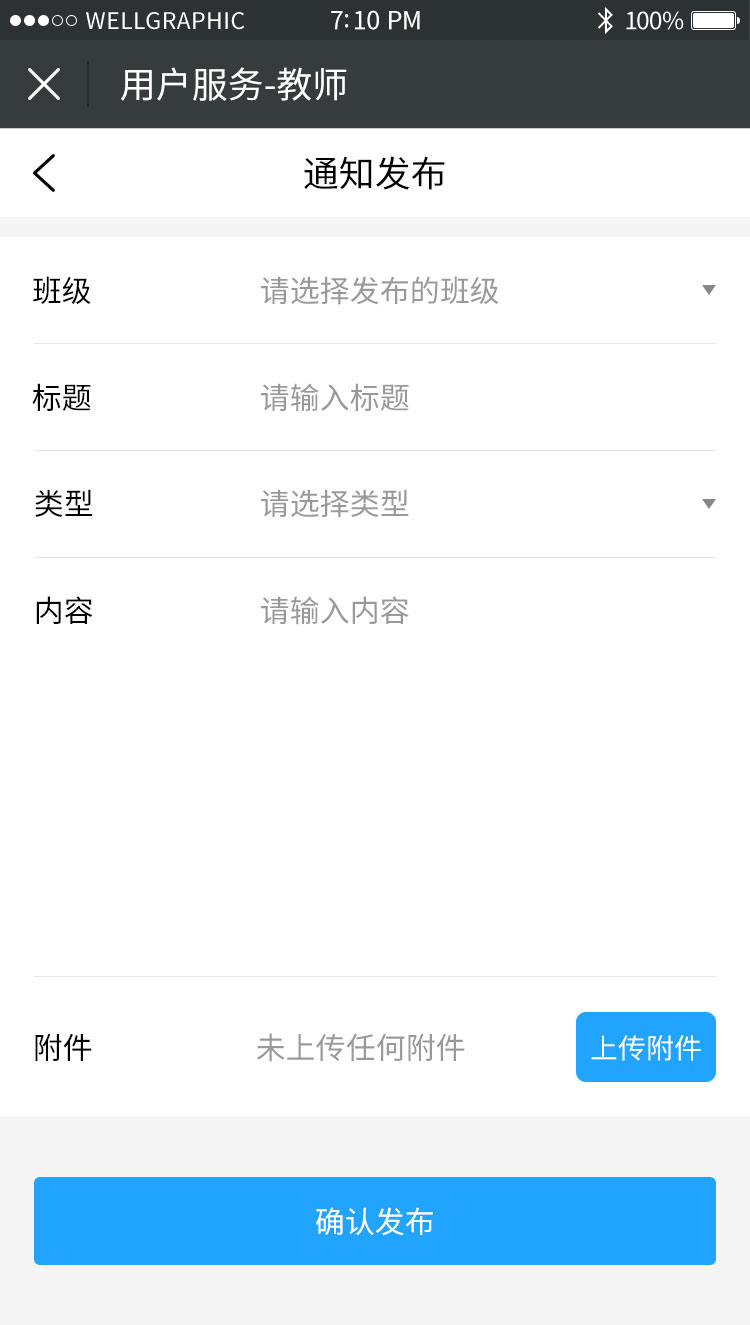 WELLGRAPHIC 7:10 PM 100%
用户服务-教师
通知发布
班级 请选择发布的班级
标题 请输入标题
类型 请选择类型
内容 请输入内容
附件 未上传任何附件 上传附件
确认发布